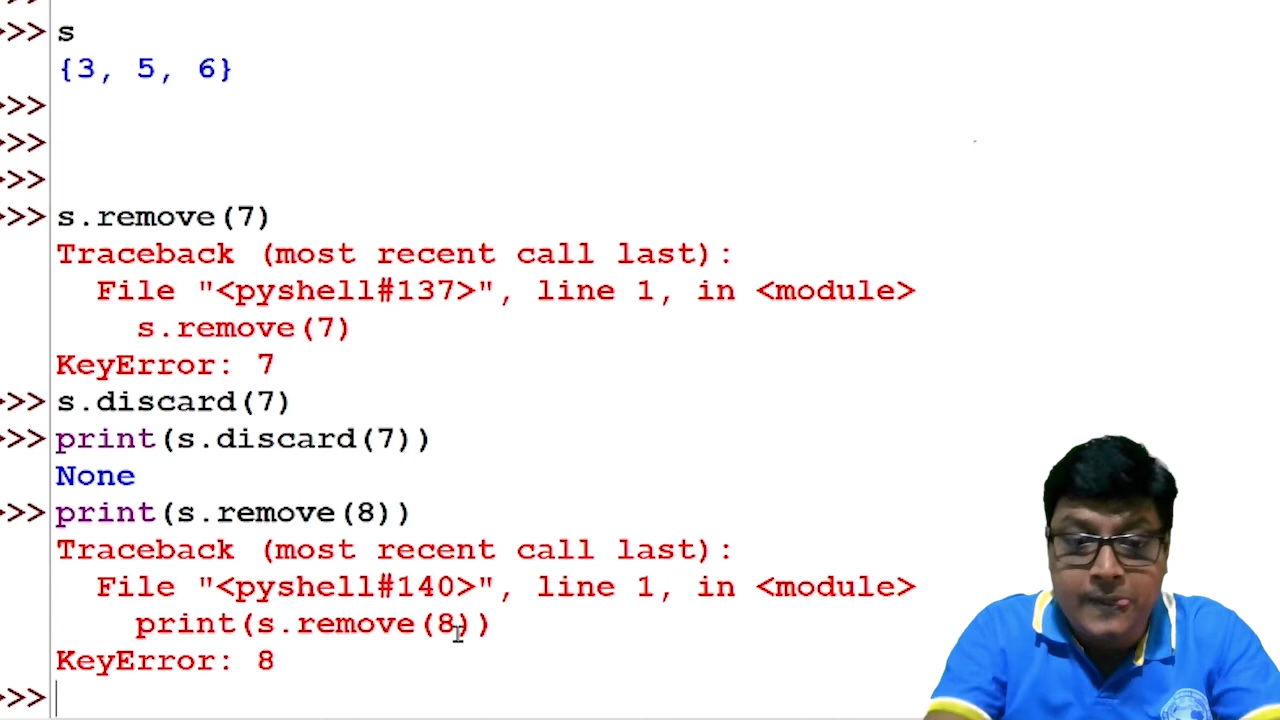 >>> s
{3, 5, 6}
>>>
>>>
>>>
>>> s.remove(7)
Traceback (most recent call last):
File "<pyshell#137>", line 1, in <module>
s.remove(7)
KeyError: 7
>>> s.discard(7)
>>> print(s.discard(7))
None
>>> print(s.remove(8))
Traceback (most recent call last):
File "<pyshell#140>", line 1, in <module>
print(s.remove(8))
KeyError: 8
>>>